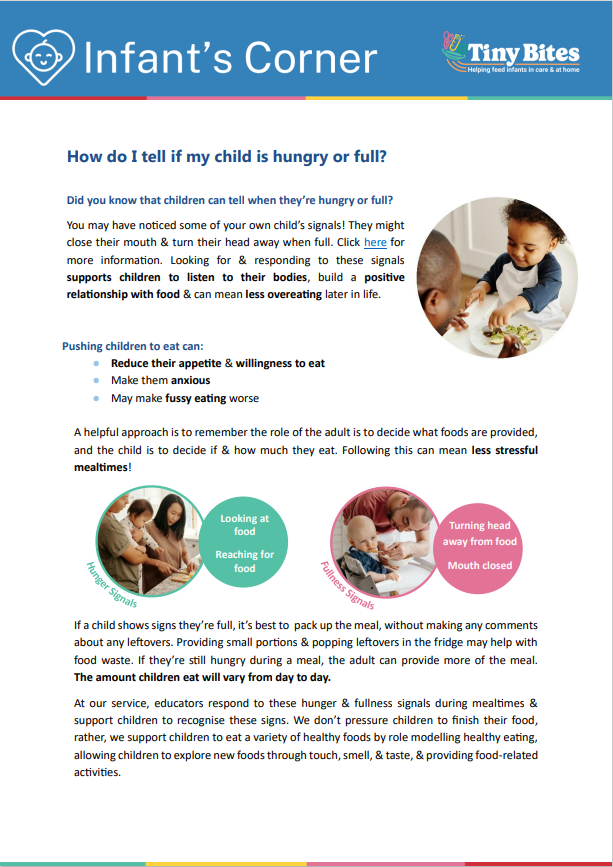 Infant's Corner
Tiny Bites
Helping feed infants in care & at home
How do I tell if my child is hungry or full?
Did you know that children can tell when they're hungry or full?
You may have noticed some of your own child's signals! They might
close their mouth & turn their head away when full. Click here for
more information. Looking for & responding to these signals
supports children to listen to their bodies, build a positive
relationship with food & can mean less overeating later in life.
Pushing children to eat can:
● Reduce their appetite & willingness to eat
● Make them anxious
● May make fussy eating worse
A helpful approach is to remember the role of the adult is to decide what foods are provided,
and the child is to decide if & how much they eat. Following this can mean less stressful
mealtimes!
Hunger Signals
Looking at
food
Reaching for
food
Fullness Signals
Turning head
away from food
Mouth closed
If a child shows signs they're full, it's best to pack up the meal, without making any comments
about any leftovers. Providing small portions & popping leftovers in the fridge may help with
food waste. If they're still hungry during a meal, the adult can provide more of the meal.
The amount children eat will vary from day to day.
At our service, educators respond to these hunger & fullness signals during mealtimes &
support children to recognise these signs. We don't pressure children to finish their food,
rather, we support children to eat a variety of healthy foods by role modelling healthy eating,
allowing children to explore new foods through touch, smell, & taste, & providing food-related
activities.